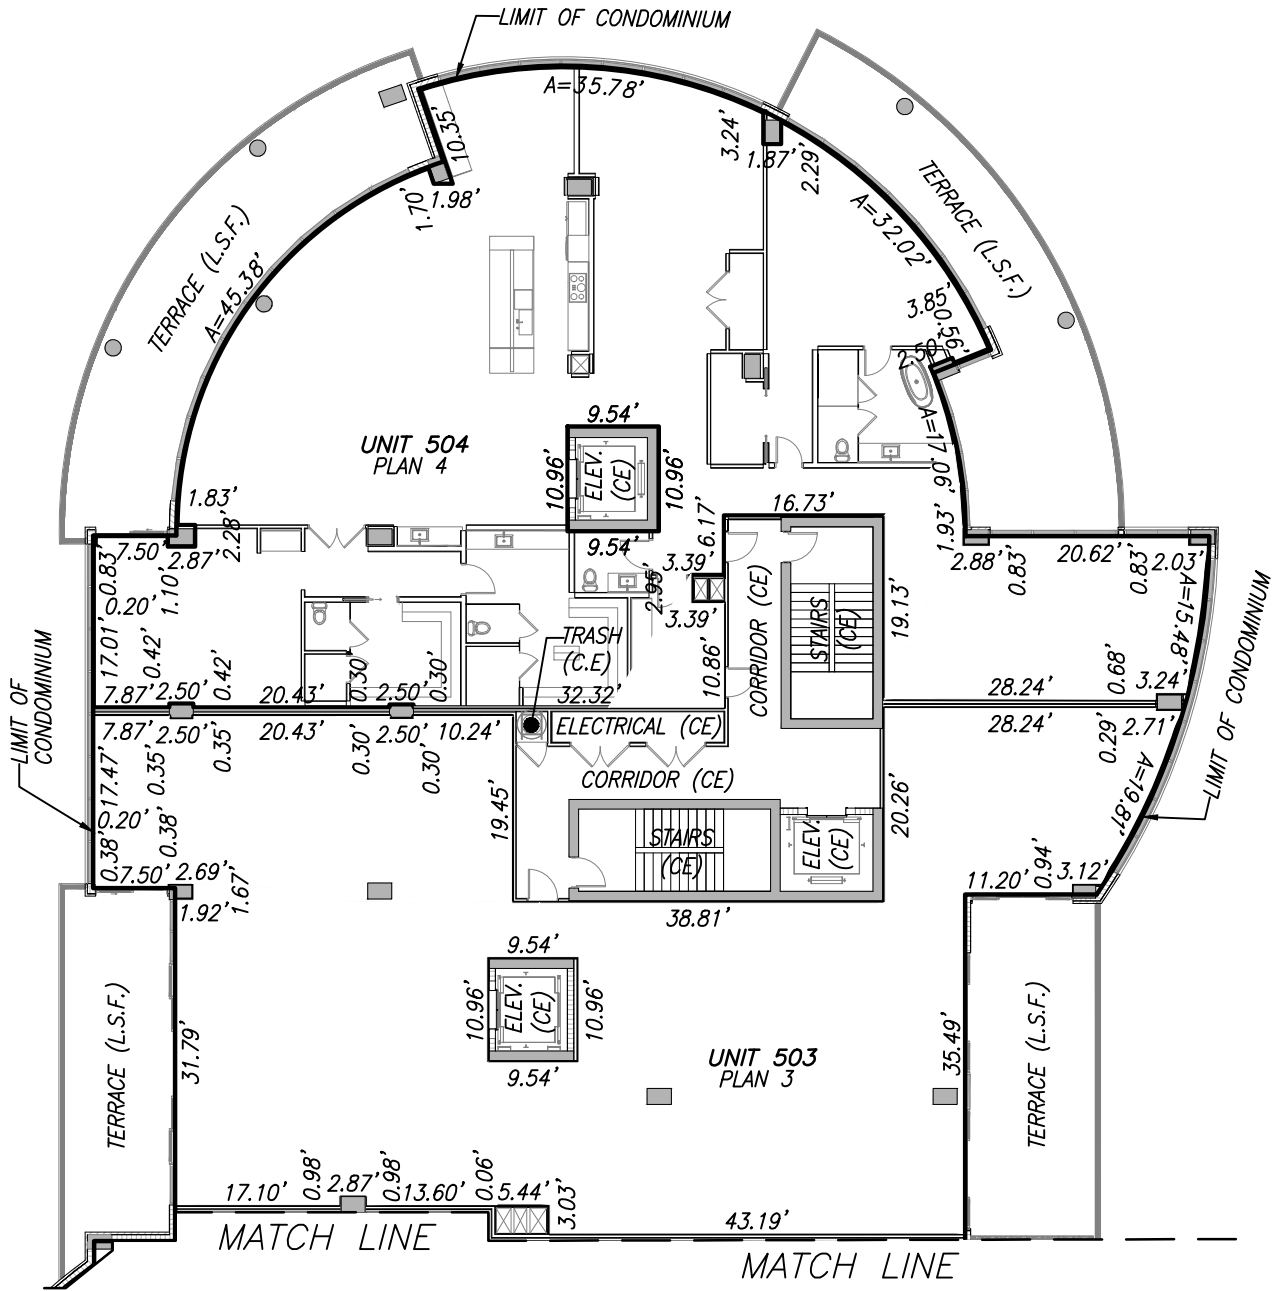 LIMIT OF CONDOMINIUM
A=35.78'
10.35'
3.24'
1.87'
2.29'
1.70'
1.98'
TERRACE (L.S.F.)
TERRACE (L.S.F.)
A=32.02'
A=45.38'
3.85'
0.56'
2.50'
9.54'
UNIT 504
PLAN 4
10.96'
ELEV.
(CE)
10.96'
A=17.06'
1.83'
2.28'
16.73'
6.17'
1.93'
7.50'
2.87'
9.54'
3.39'
2.88'
20.62'
2.03'
0.83'
1.10'
0.20'
2.95'
3.39'
0.83'
0.83'
A=15.48'
CORRIDOR (CE)
STAIRS
(CE)
19.13'
LIMIT OF CONDOMINIUM
17.01'
0.42'
0.42'
TRASH
(C.E)
10.86'
0.68'
LIMIT OF
CONDOMINIUM
7.87'
2.50'
20.43'
0.30'
2.50'
0.30'
32.32'
28.24'
3.24'
7.87'
2.50'
20.43'
2.50'
10.24'
ELECTRICAL (CE)
28.24'
2.71'
0.35'
0.35'
0.30'
0.30'
0.29'
17.47'
CORRIDOR (CE)
A=19.81'
0.20'
0.38'
0.38'
19.45'
20.26'
STAIRS
(CE)
ELEV.
(CE)
7.50'
2.69'
1.67'
1.92'
0.94'
11.20'
3.12'
38.81'
9.54'
10.96'
ELEV.
(CE)
10.96'
9.54'
TERRACE (L.S.F.)
31.79'
UNIT 503
PLAN 3
35.49'
TERRACE (L.S.F.)
17.10'
0.98'
2.87'
0.98'
13.60'
0.06'
5.44'
3.03'
43.19'
MATCH LINE
MATCH LINE